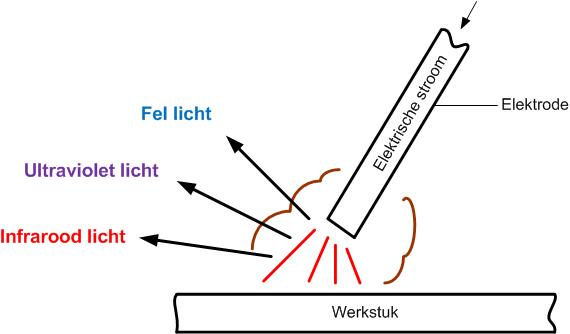 Elektrische stroom
Elektrode
Fel licht
Ultraviolet licht
Infrarood licht
Werkstuk